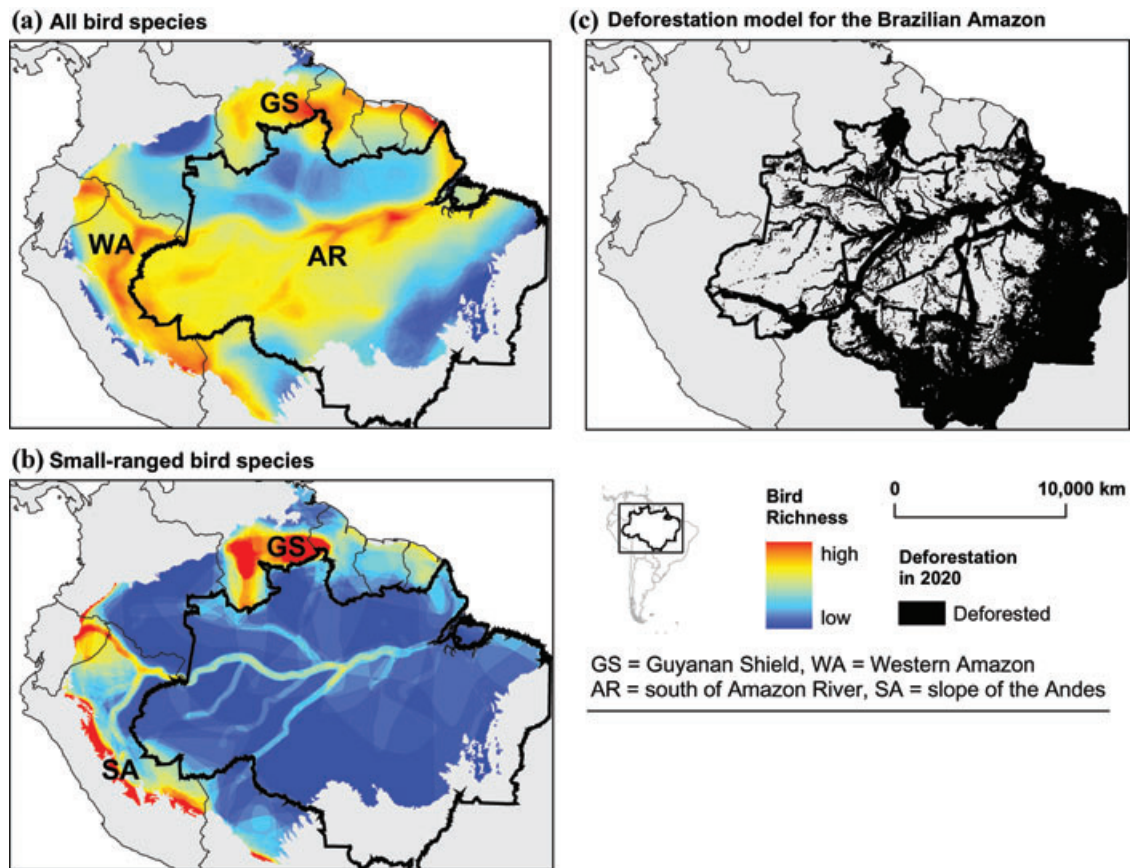 (a) All bird species
GS
WA
AR
(c) Deforestation model for the Brazilian Amazon
(b) Small-ranged bird species
GS
SA
Bird
Richness
high
low
0 10,000 km
Deforestation
in 2020
Deforested
GS = Guyanan Shield, WA = Western Amazon
AR = south of Amazon River, SA = slope of the Andes